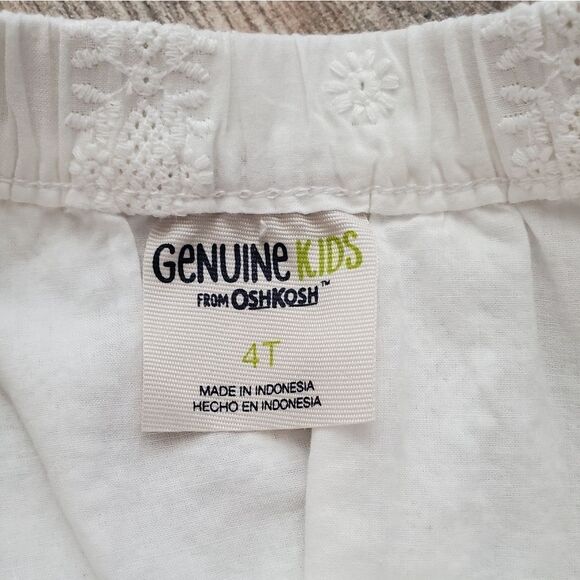 GENUINE KIDS
FROM OSHKOSH™
4T
MADE IN INDONESIA
HECHO EN INDONESIA